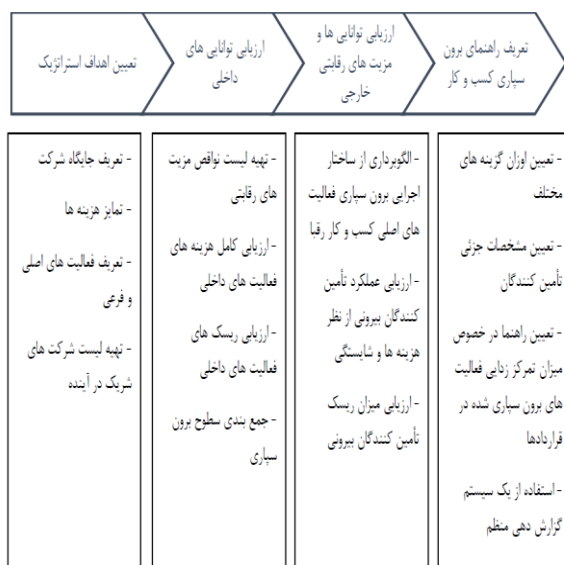 تعیین اهداف استراتژیک
ارزیابی توانایی های
داخلی
ارزیابی توانایی ها و
مزیت های رقابتی
خارجی
تعریف راهنمای برون
سپاری کسب و کار
- تعریف جایگاه شرکت
- تمایز هزینه ها
- تعریف فعالیت های اصلی
و فرعی
- تهیه لیست شرکت های
شریک در آینده
- تهیه لیست نواقص مزیت
های رقابتی
- ارزیابی کامل هزینه های
فعالیت های داخلی
- ارزیابی ریسک های
فعالیت های داخلی
- جمع بندی سطوح برون
سپاری
- الگوبرداری از ساختار
اجرایی برون سپاری فعالیت
های اصلی کسب و کار رقبا
- ارزیابی عملکرد تأمین
کنندگان بیرونی از نظر
هزینه ها و شایستگی
- ارزیابی میزان ریسک
تأمین کنندگان بیرونی
- تعیین اوزان گزینه های
مختلف
- تعیین مشخصات جزئی
تأمین کنندگان
- تعیین راهنما در خصوص
میزان تمرکز زدایی فعالیت
های برون سپاری شده در
قراردادها
- استفاده از یک سیستم
گزارش دهی منظم